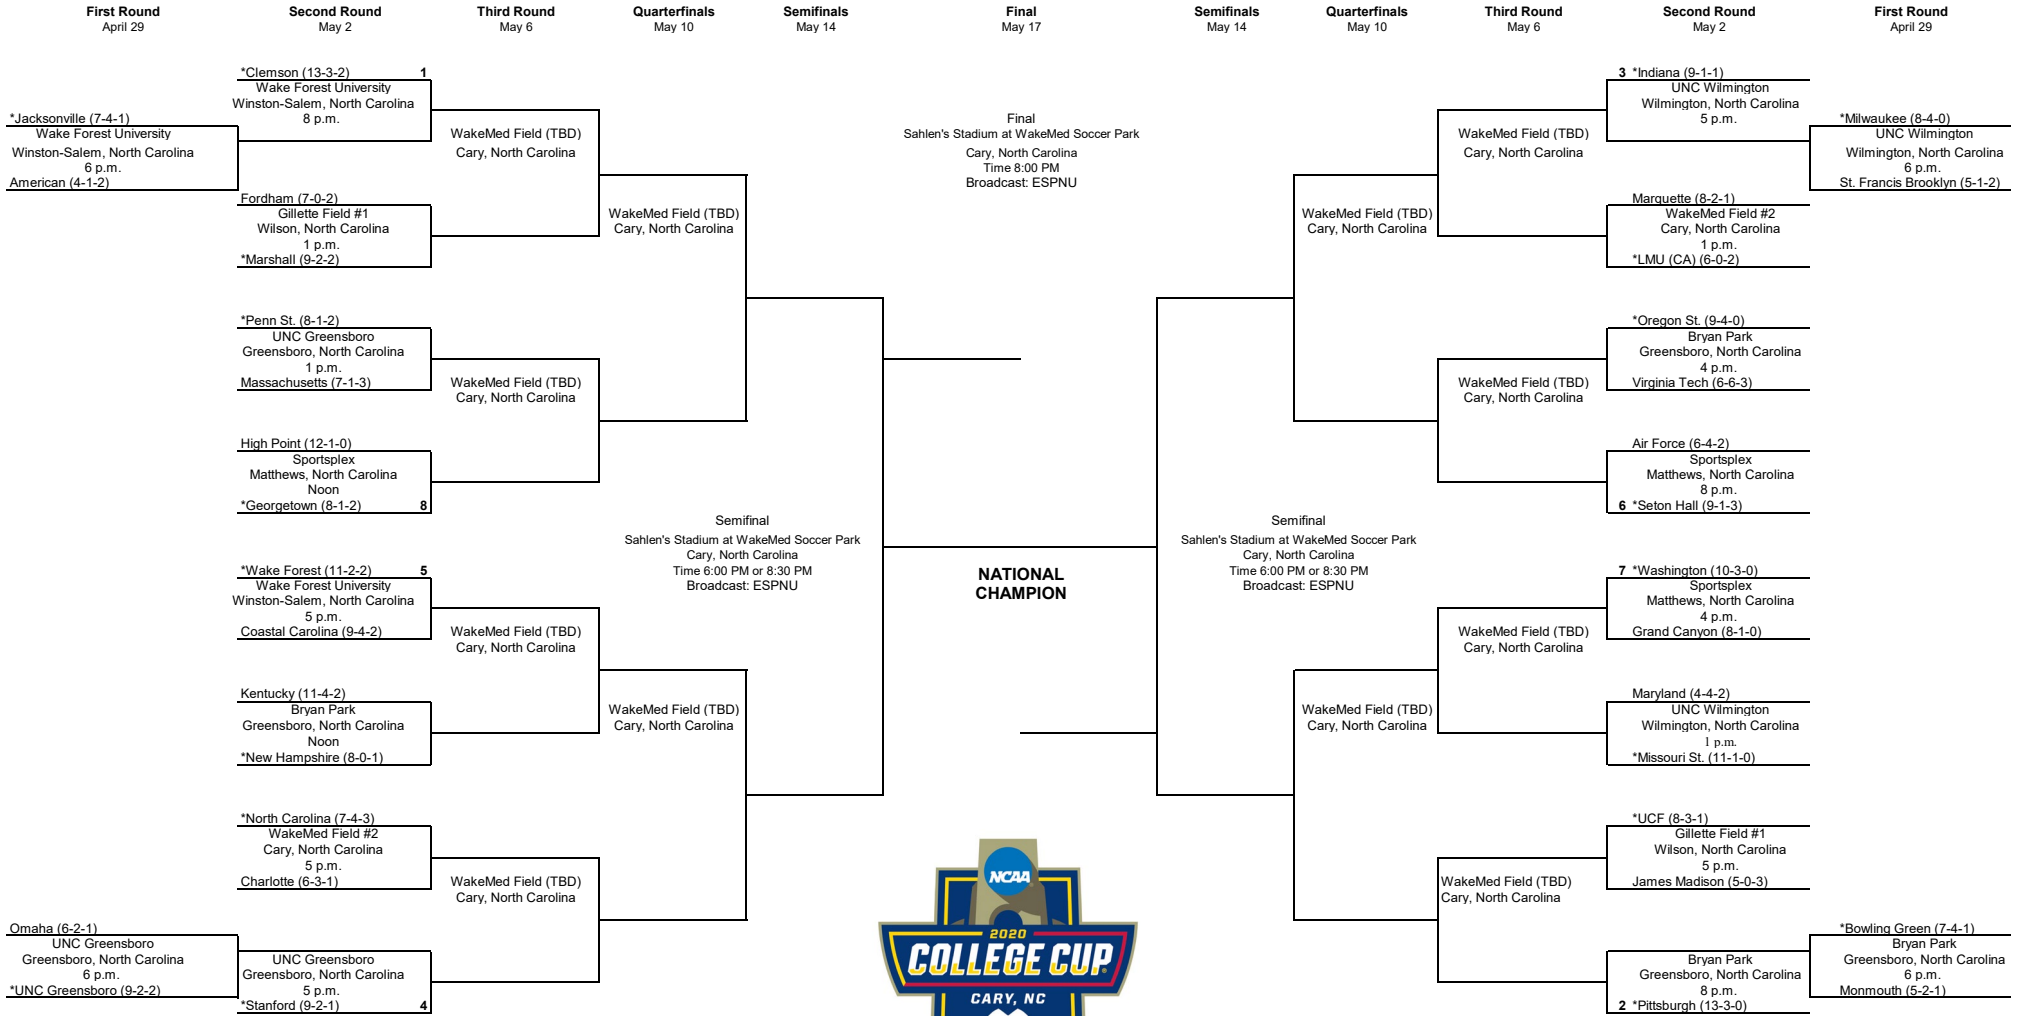 First Round
April 29
Second Round
May 2
Third Round
May 6
Quarterfinals
May 10
Semifinals
May 14
Final
May 17
Semifinals
May 14
Quarterfinals
May 10
Third Round
May 6
Second Round
May 2
First Round
April 29
*Jacksonville (7-4-1)
Wake Forest University
Winston-Salem, North Carolina
6 p.m.
American (4-1-2)
Omaha (6-2-1)
UNC Greensboro
Greensboro, North Carolina
6 p.m.
*UNC Greensboro (9-2-2)
*Clemson (13-3-2) 1
Wake Forest University
Winston-Salem, North Carolina
8 p.m.
Fordham (7-0-2)
Gillette Field #1
Wilson, North Carolina
1 p.m.
*Marshall (9-2-2)
*Penn St. (8-1-2)
UNC Greensboro
Greensboro, North Carolina
1 p.m.
Massachusetts (7-1-3)
High Point (12-1-0)
Sportsplex
Matthews, North Carolina
Noon
*Georgetown (8-1-2) 8
*Wake Forest (11-2-2) 5
Wake Forest University
Winston-Salem, North Carolina
5 p.m.
Coastal Carolina (9-4-2)
Kentucky (11-4-2)
Bryan Park
Greensboro, North Carolina
Noon
*New Hampshire (8-0-1)
*North Carolina (7-4-3)
WakeMed Field #2
Cary, North Carolina
5 p.m.
Charlotte (6-3-1)
UNC Greensboro
Greensboro, North Carolina
5 p.m.
*Stanford (9-2-1) 4
WakeMed Field (TBD)
Cary, North Carolina
WakeMed Field (TBD)
Cary, North Carolina
WakeMed Field (TBD)
Cary, North Carolina
WakeMed Field (TBD)
Cary, North Carolina
WakeMed Field (TBD)
Cary, North Carolina
WakeMed Field (TBD)
Cary, North Carolina
Semifinal
Sahlen's Stadium at WakeMed Soccer Park
Cary, North Carolina
Time 6:00 PM or 8:30 PM
Broadcast: ESPNU
Final
Sahlen's Stadium at WakeMed Soccer Park
Cary, North Carolina
Time 8:00 PM
Broadcast: ESPNU
NATIONAL
CHAMPION
NCAA
2020
COLLEGE CUP
CARY, NC
Semifinal
Sahlen's Stadium at WakeMed Soccer Park
Cary, North Carolina
Time 6:00 PM or 8:30 PM
Broadcast: ESPNU
WakeMed Field (TBD)
Cary, North Carolina
WakeMed Field (TBD)
Cary, North Carolina
WakeMed Field (TBD)
Cary, North Carolina
WakeMed Field (TBD)
Cary, North Carolina
WakeMed Field (TBD)
Cary, North Carolina
WakeMed Field (TBD)
Cary, North Carolina
3 *Indiana (9-1-1)
UNC Wilmington
Wilmington, North Carolina
5 p.m.
Marquette (8-2-1)
WakeMed Field #2
Cary, North Carolina
1 p.m.
*LMU (CA) (6-0-2)
*Oregon St. (9-4-0)
Bryan Park
Greensboro, North Carolina
4 p.m.
Virginia Tech (6-6-3)
Air Force (6-4-2)
Sportsplex
Matthews, North Carolina
8 p.m.
6 *Seton Hall (9-1-3)
7 *Washington (10-3-0)
Sportsplex
Matthews, North Carolina
4 p.m.
Grand Canyon (8-1-0)
Maryland (4-4-2)
UNC Wilmington
Wilmington, North Carolina
1 p.m.
*Missouri St. (11-1-0)
*UCF (8-3-1)
Gillette Field #1
Wilson, North Carolina
5 p.m.
James Madison (5-0-3)
Bryan Park
Greensboro, North Carolina
8 p.m.
2 *Pittsburgh (13-3-0)
*Milwaukee (8-4-0)
UNC Wilmington
Wilmington, North Carolina
6 p.m.
St. Francis Brooklyn (5-1-2)
*Bowling Green (7-4-1)
Bryan Park
Greensboro, North Carolina
6 p.m.
Monmouth (5-2-1)